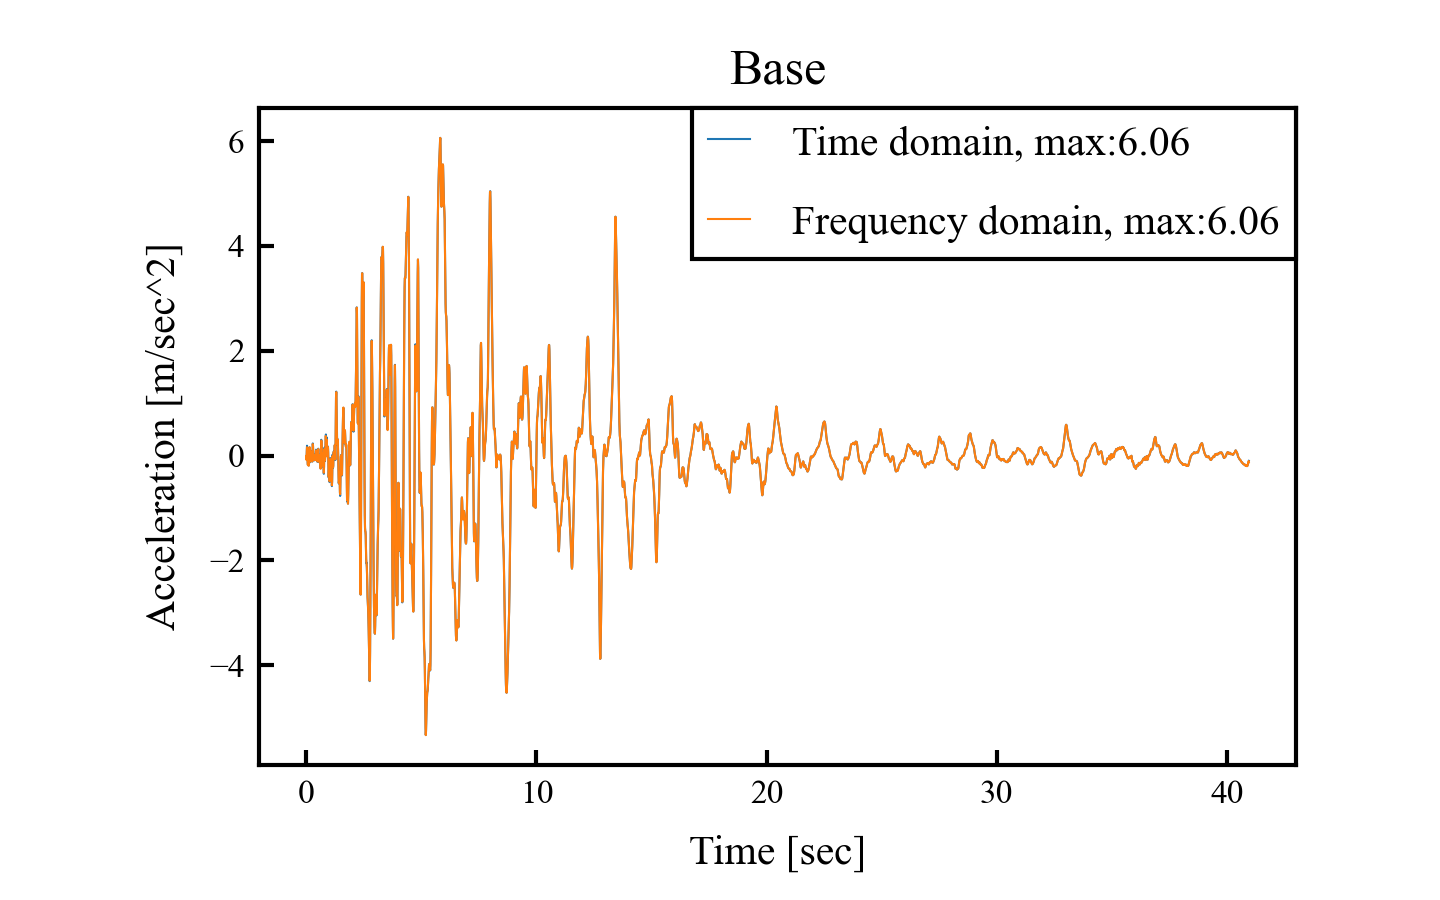 Base
Time domain, max:6.06
Frequency domain, max:6.06
6
4
2
0
−2
−4
Acceleration [m/sec^2]
0 10 20 30 40
Time [sec]